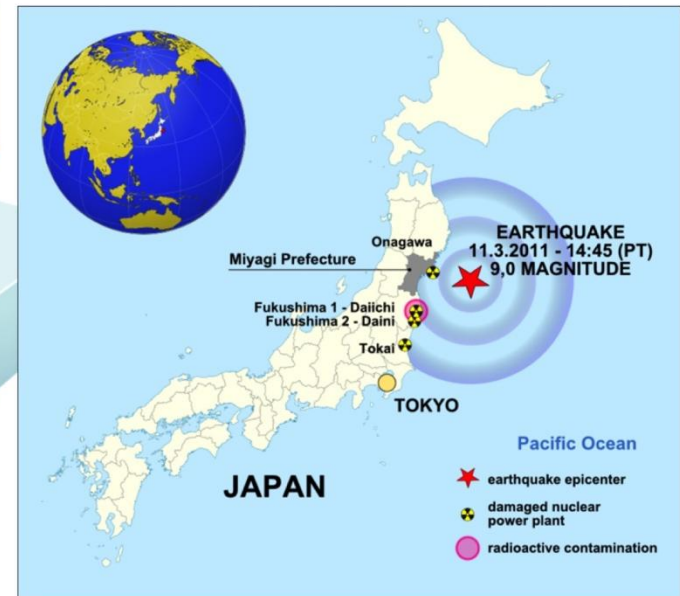 EARTHQUAKE
11.3.2011 - 14:45 (PT)
9,0 MAGNITUDE
Onagawa
Miyagi Prefecture
Fukushima 1 - Daiichi
Fukushima 2 - Daini
Tokai
TOKYO
JAPAN
Pacific Ocean
earthquake epicenter
damaged nuclear
power plant
radioactive contamination